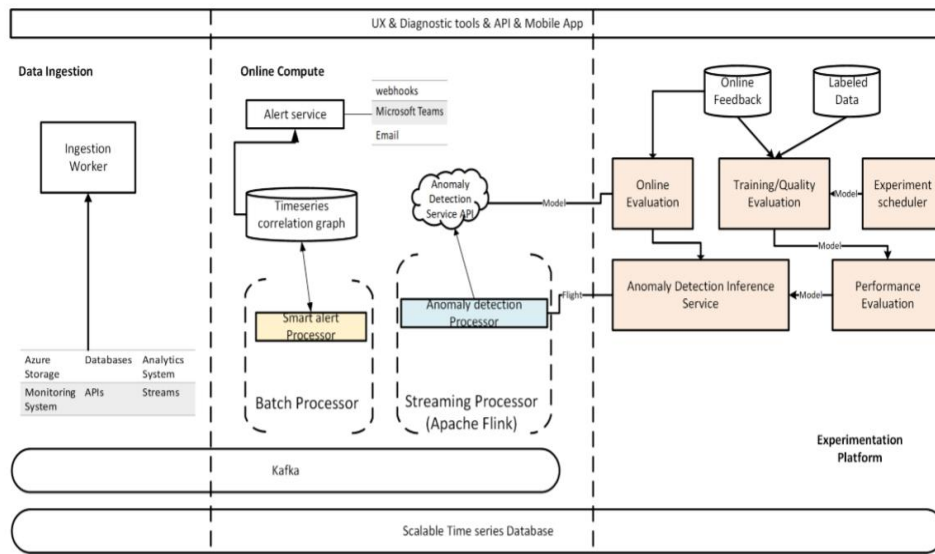 UX & Diagnostic tools & API & Mobile App
Data Ingestion
Ingestion
Worker
Azure
Storage
Databases
Analytics
System
Monitoring
System
APIs
Streams
Online Compute
Alert service
webhooks
Microsoft Teams
Email
Timeseries
correlation graph
Smart alert
Processor
Batch Processor
Anomaly
Detection
Service API
Anomaly detection
Processor
Streaming Processor
(Apache Flink)
Model
Flight
Online
Feedback
Labeled
Data
Online
Evaluation
Training/Quality
Evaluation
Model
Experiment
scheduler
Model
Anomaly Detection Inference
Service
Model
Performance
Evaluation
Experimentation
Platform
Kafka
Scalable Time series Database